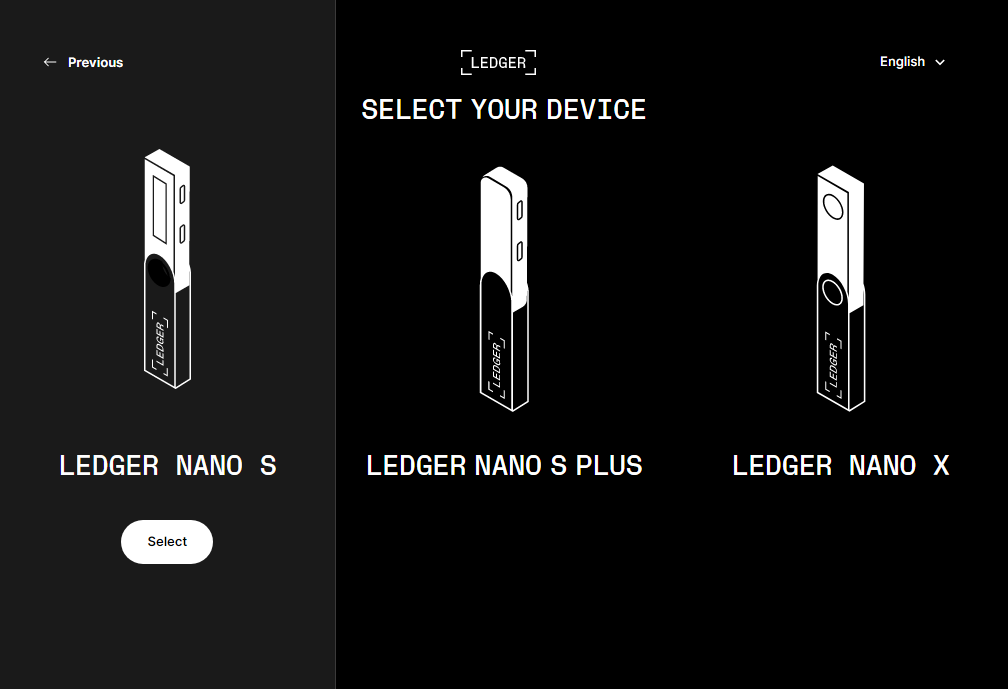 Previous
LEDGER
English
SELECT YOUR DEVICE
LEDGER
LEDGER
LEDGER
LEDGER NANO S
LEDGER NANO S PLUS
LEDGER NANO X
Select